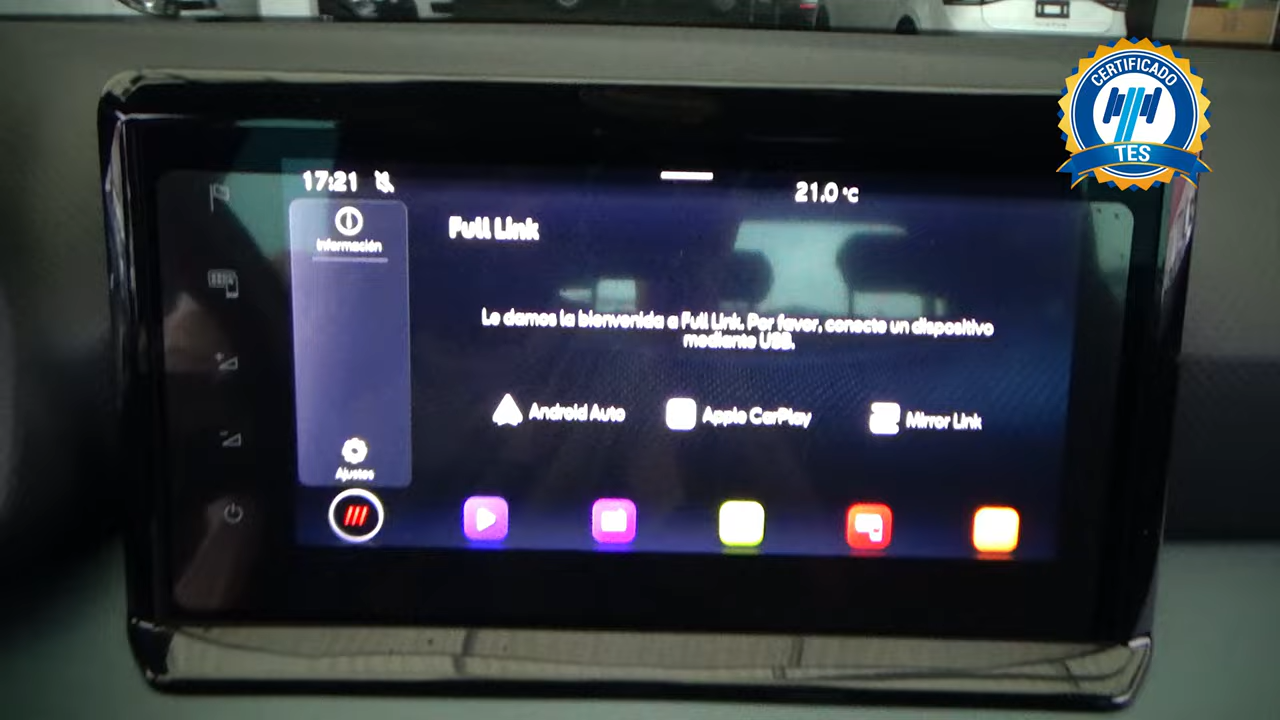 CERTIFICADO
TES
17:21
21.0 °C
Información
Full Link
Le damos la bienvenida a Full Link. Por favor, conecte un dispositivo
mediante USB.
Android Auto
Apple CarPlay
Mirror Link
Ajustes